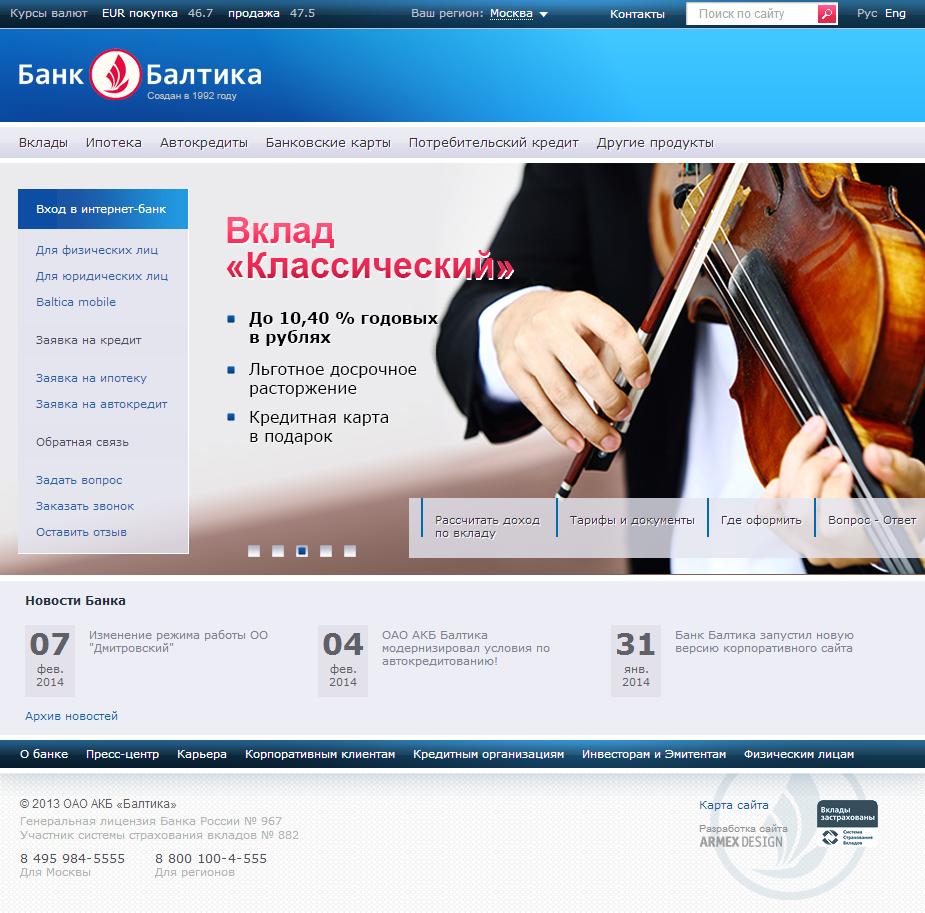 Курсы валют EUR покупка 46.7 продажа 47.5 Ваш регион: Москва Контакты Поиск по сайту Рус Eng
Банк Балтика
Создан в 1992 году
Вклады Ипотека Автокредиты Банковские карты Потребительский кредит Другие продукты
Вход в интернет-банк
Для физических лиц
Для юридических лиц
Baltica mobile
Заявка на кредит
Заявка на ипотеку
Заявка на автокредит
Обратная связь
Задать вопрос
Заказать звонок
Оставить отзыв
Вклад
«Классический»
До 10,40 % годовых
в рублях
Льготное досрочное
расторжение
Кредитная карта
в подарок
Рассчитать доход
по вкладу
Тарифы и документы
Где оформить
Вопрос - Ответ
Новости Банка
07
фев.
2014
Изменение режима работы ОО
"Дмитровский"
04
фев.
2014
ОАО АКБ Балтика
модернизировал условия по
автокредитованию!
31
янв.
2014
Банк Балтика запустил новую
версию корпоративного сайта
Архив новостей
О банке Пресс-центр Карьера Корпоративным клиентам Кредитным организациям Инвесторам и Эмитентам Физическим лицам
© 2013 ОАО АКБ «Балтика»
Генеральная лицензия Банка России № 967
Участник системы страхования вкладов № 882
8 495 984-5555 8 800 100-4-555
Для Москвы Для регионов
Карта сайта
Разработка сайта
ARMEX DESIGN
Вклады
застрахованы
Система
Страхования
Вкладов